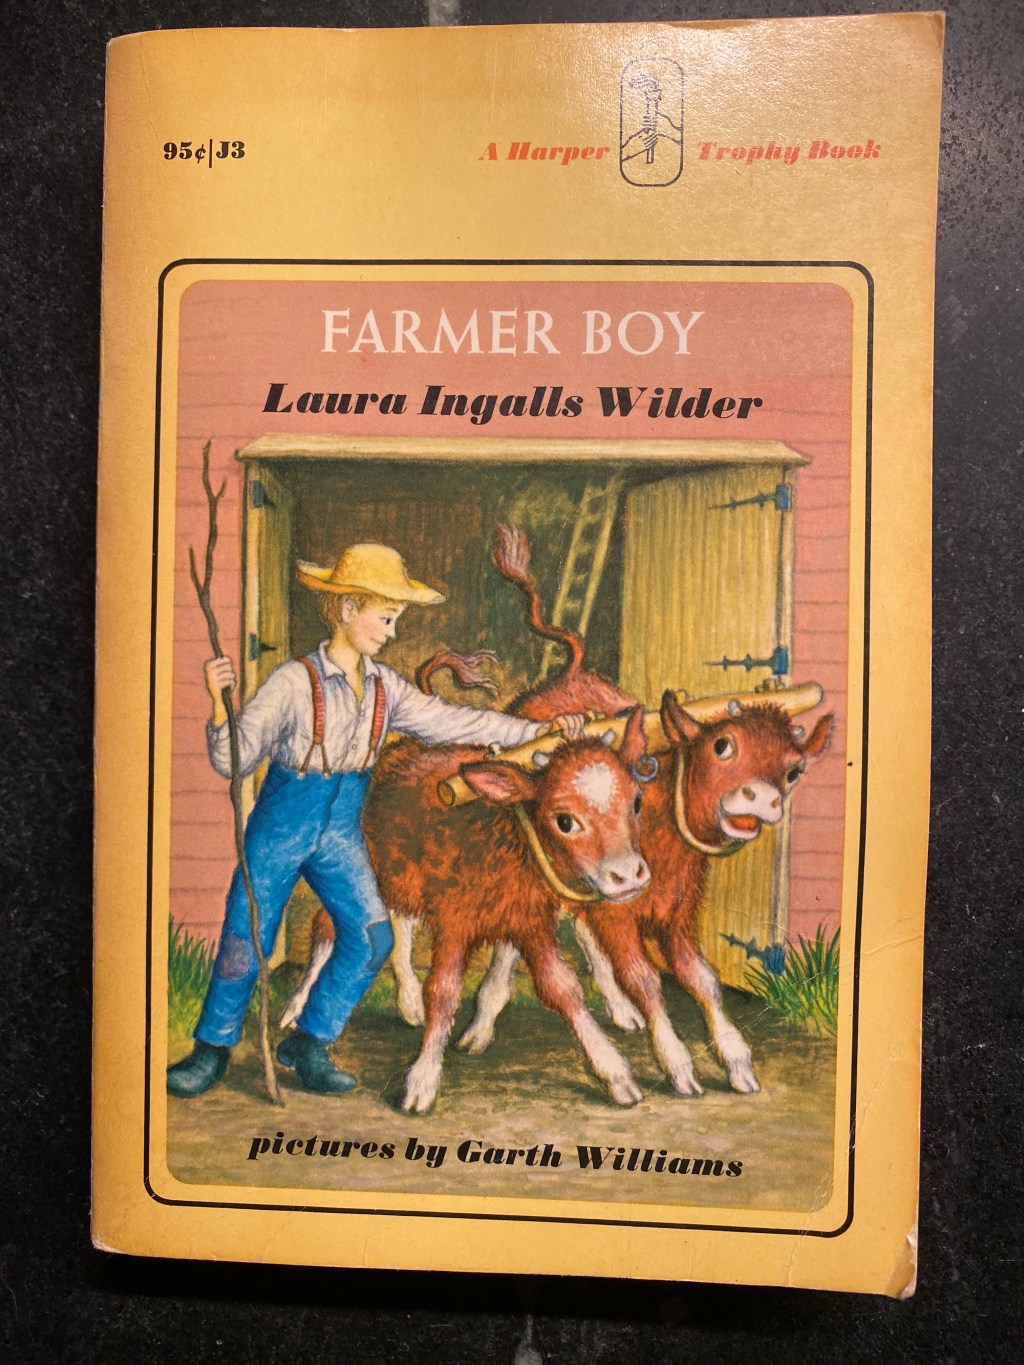 95¢|J3
A Harper Trophy Book
FARMER BOY
Laura Ingalls Wilder
pictures by Garth Williams